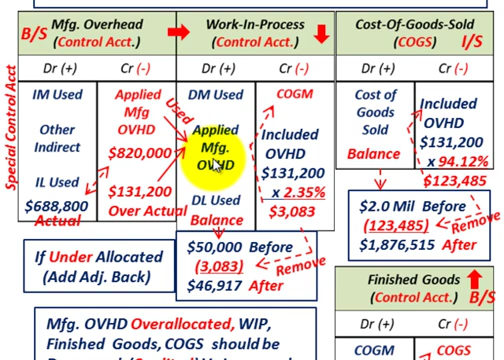 B/S Mfg. Overhead
(Control Acct.)
Work-In-Process
(Control Acct.)
Cost-Of-Goods-Sold
(COGS) I/S
Dr (+) Cr (-)
Dr (+) Cr (-)
Dr (+) Cr (-)
Special Control Acct
IM Used
Other
Indirect
IL Used
$688,800
Actual
Applied
Mfg
OVHD
$820,000
$131,200
Over Actual
Used
DM Used
Applied
Mfg.
OVHD
DL Used
Balance
COGM
Included
OVHD
$131,200
x 2.35%
$3,083
Cost of
Goods
Sold
Balance
Included
OVHD
$131,200
x 94.12%
$123,485
$50,000 Before
(3,083)
$46,917 After
Remove
$2.0 Mil Before
(123,485)
$1,876,515 After
Remove
If Under Allocated
(Add Adj. Back)
Finished Goods
(Control Acct.) B/S
Dr (+) Cr (-)
COGM
COGS
Mfg. OVHD Overallocated, WIP,
Finished Goods, COGS should be